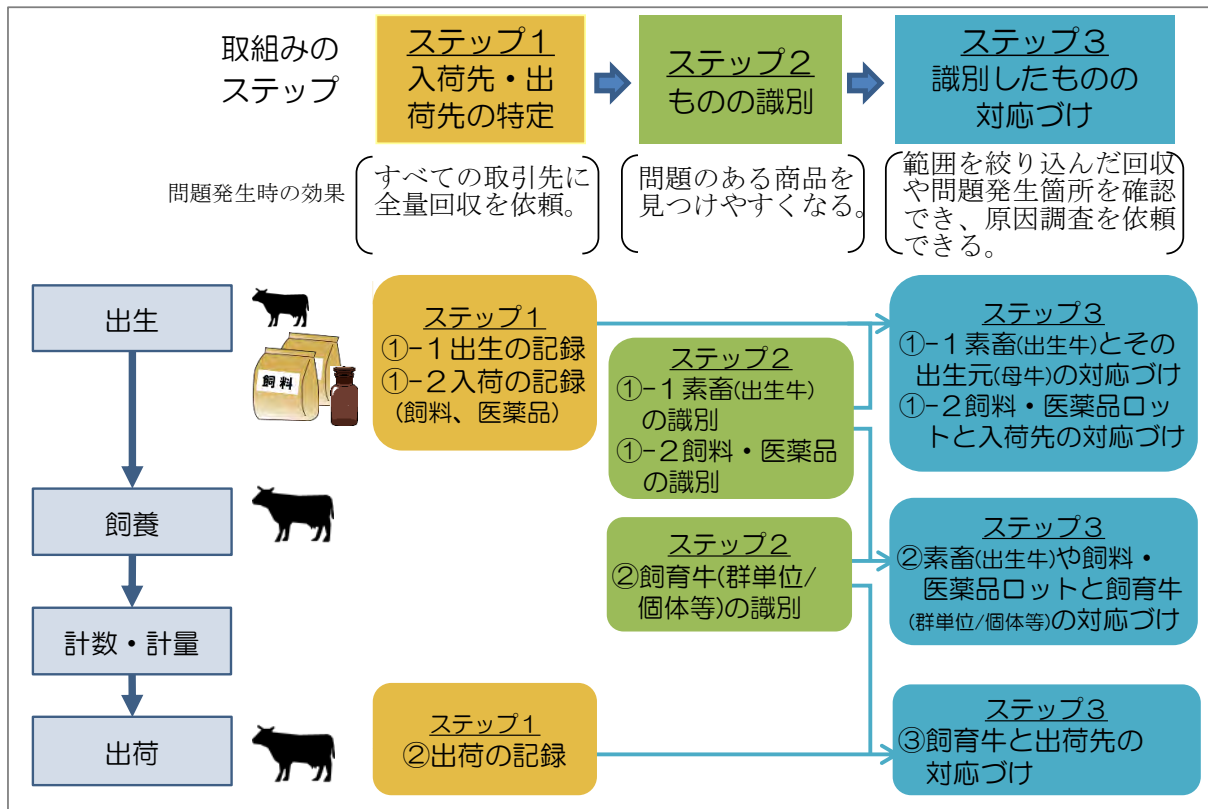 取組みの
ステップ
ステップ１
入荷先・出
荷先の特定
ステップ２
ものの識別
ステップ３
識別したものの
対応づけ
問題発生時の効果
すべての取引先に
全量回収を依頼。
問題のある商品を
見つけやすくなる。
範囲を絞り込んだ回収
や問題発生箇所を確認
でき、原因調査を依頼
できる。
出生
飼料
ステップ１
①-１出生の記録
①-２入荷の記録
(飼料、医薬品)
ステップ２
①-１素畜(出生牛)
の識別
①-２飼料・医薬品
の識別
ステップ３
①-１素畜(出生牛)とその
出生元(母牛)の対応づけ
①-２飼料・医薬品ロッ
トと入荷先の対応づけ
飼養
ステップ２
②飼育牛(群単位/
個体等)の識別
ステップ３
②素畜(出生牛)や飼料・
医薬品ロットと飼育牛
(群単位/個体等)の対応づけ
計数・計量
出荷
ステップ１
②出荷の記録
ステップ３
③飼育牛と出荷先の
対応づけ